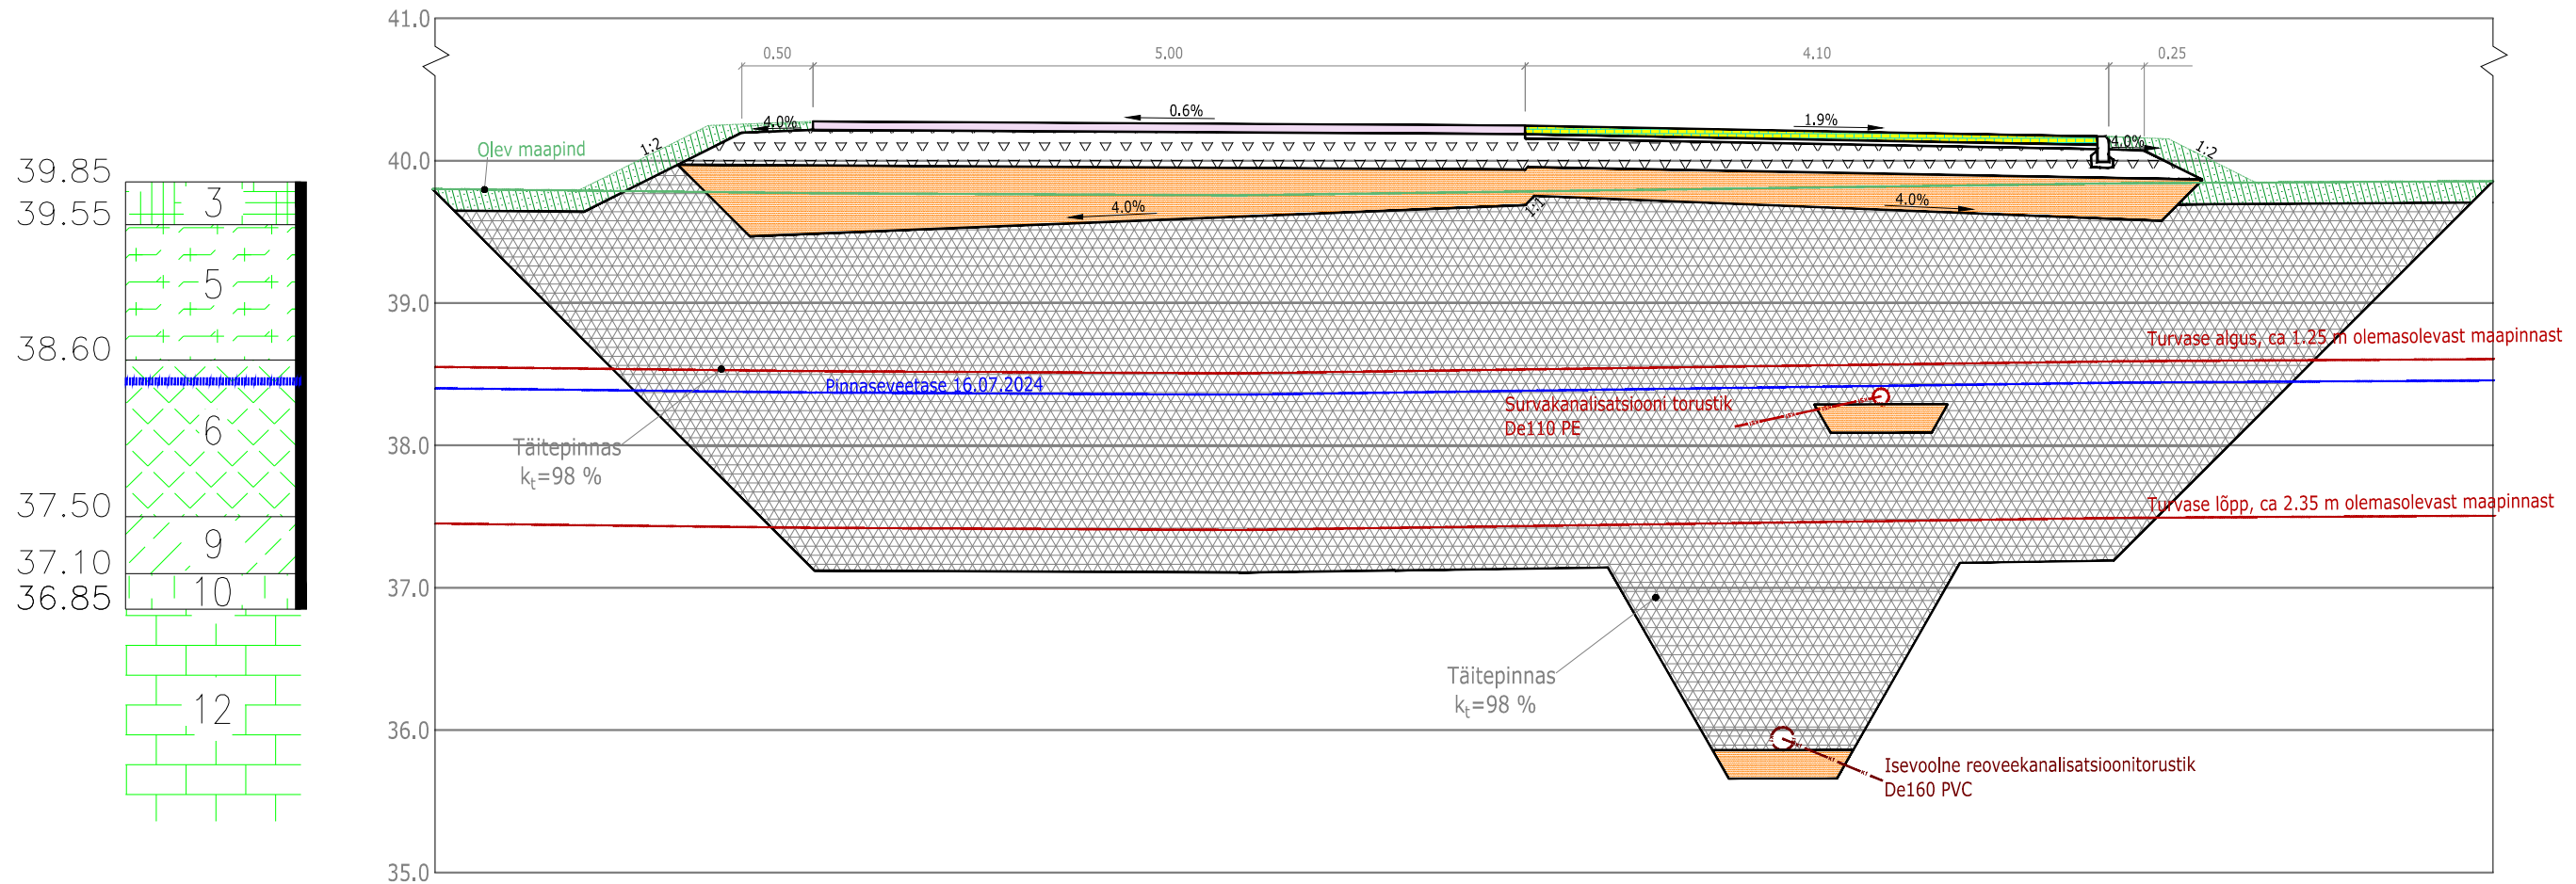 41.0
0.50
5.00
4.10
0.25
0.6%
4.0%
1.9%
4.0%
1:2
1:2
Olev maapind
40.0
39.85
3
39.55
4.0%
1:1
4.0%
5
39.0
38.60
Turvase algus, ca 1.25 m olemasolevast maapinnast
Pinnaseveetase 16.07.2024
Survakanalisatsiooni torustik
De110 PE
6
38.0
Täitepinnas
kt=98 %
37.50
Turvase lõpp, ca 2.35 m olemasolevast maapinnast
9
37.10
37.0
10
36.85
Täitepinnas
kt=98 %
12
36.0
Isevoolne reoveekanalisatsioonitorustik
De160 PVC
35.0